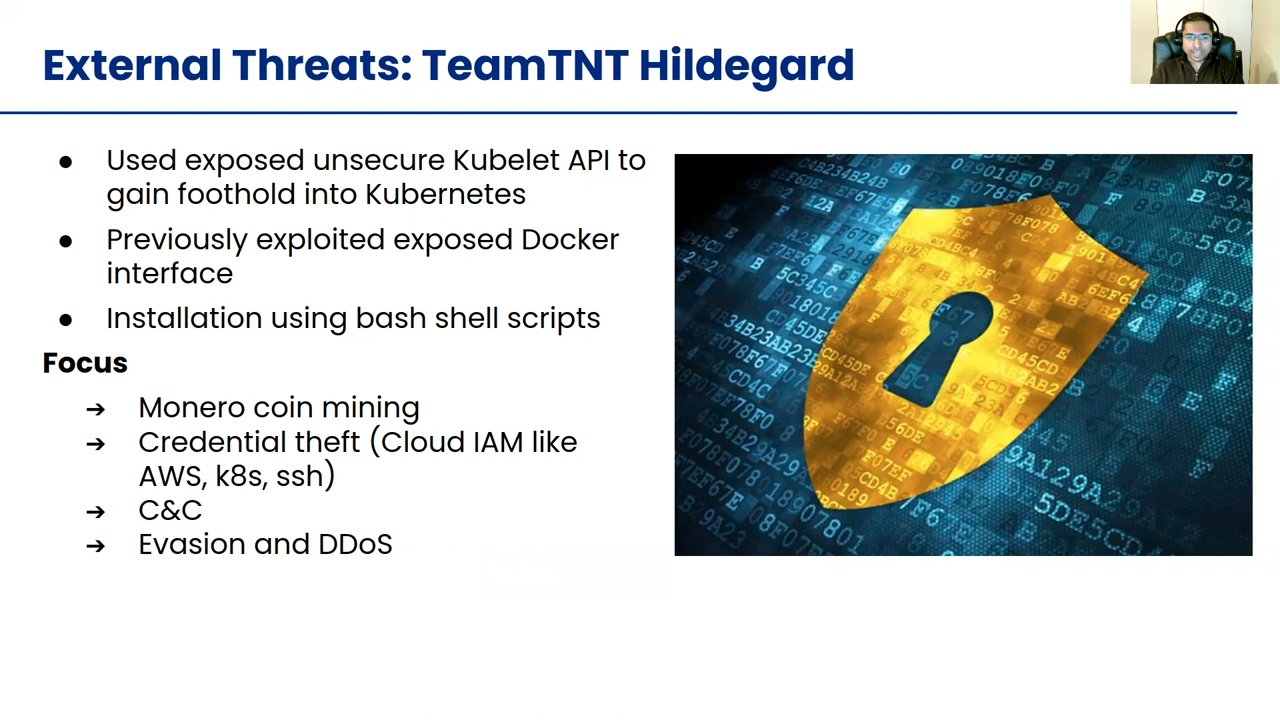 External Threats: TeamTNT Hildegard
● Used exposed unsecure Kubelet API to
gain foothold into Kubernetes
● Previously exploited exposed Docker
interface
● Installation using bash shell scripts
Focus
➔ Monero coin mining
➔ Credential theft (Cloud IAM like
AWS, k8s, ssh)
➔ C&C
➔ Evasion and DDoS